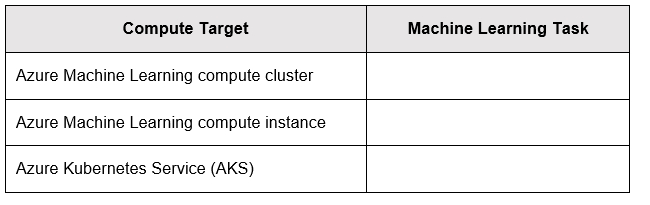 Compute Target Machine Learning Task
Azure Machine Learning compute cluster
Azure Machine Learning compute instance
Azure Kubernetes Service (AKS)